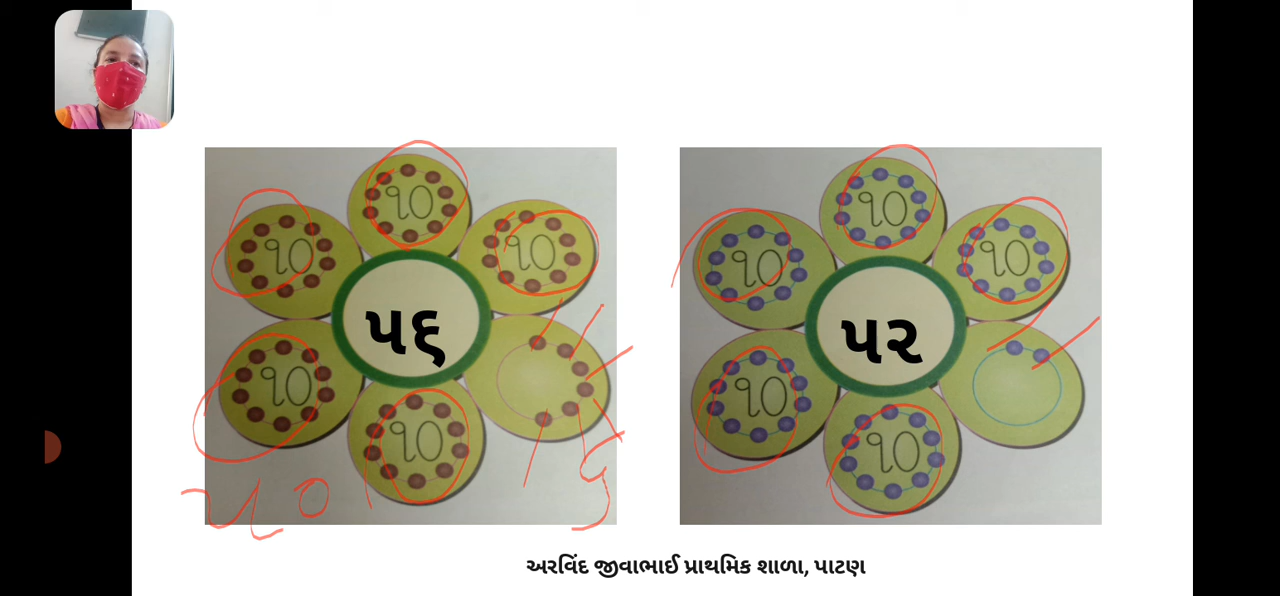 ૧૦ ૧૦
૧૦ ૧૦ ૧૦ ૧૦
૫૬ ૫૨
૧૦ ૧૦
૧૦ ૧૦
૫૦ ૬
અરવિંદ જીવાભાઈ પ્રાથમિક શાળા, પાટણ